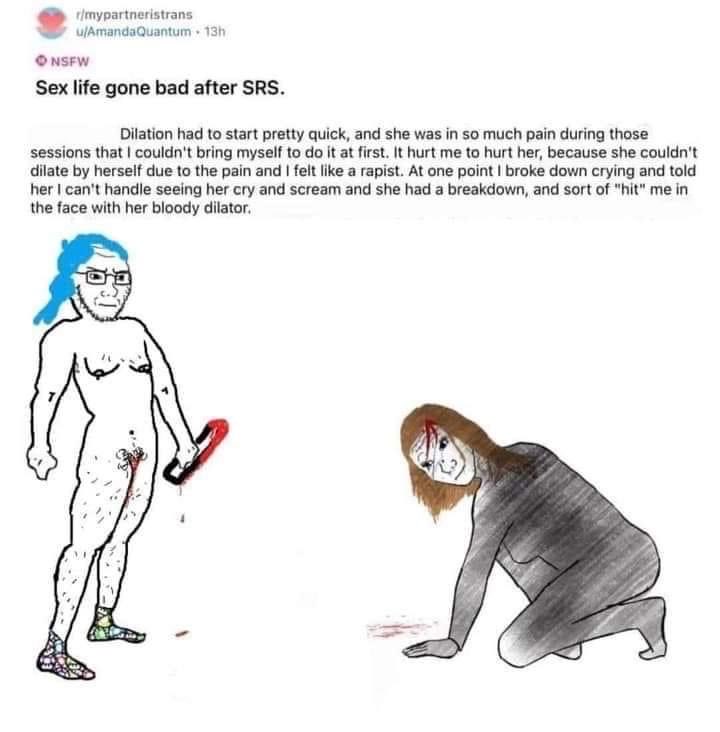 r/mypartneristrans
u/AmandaQuantum • 13h
NSFW
Sex life gone bad after SRS.
Dilation had to start pretty quick, and she was in so much pain during those
sessions that I couldn't bring myself to do it at first. It hurt me to hurt her, because she couldn't
dilate by herself due to the pain and I felt like a rapist. At one point I broke down crying and told
her I can't handle seeing her cry and scream and she had a breakdown, and sort of "hit" me in
the face with her bloody dilator.